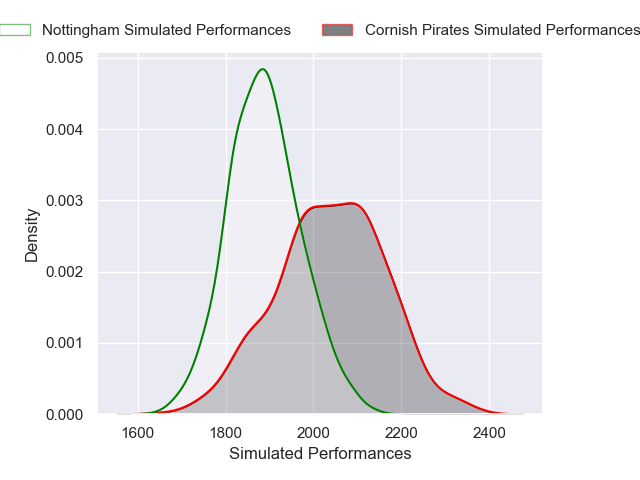 Nottingham Simulated Performances
Cornish Pirates Simulated Performances
0.005
0.004
0.003
0.002
0.001
0.000
Density
1600 1800 2000 2200 2400
Simulated Performances